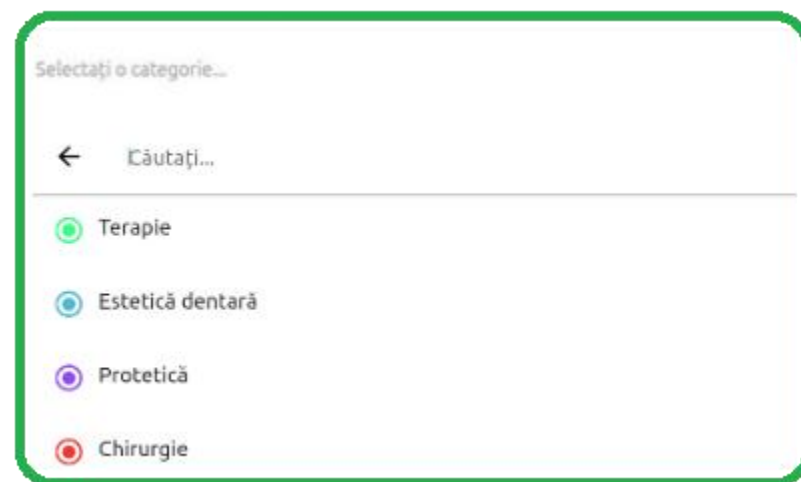 Selectați o categorie...
Căutați...
Terapie
Estetică dentară
Protetică
Chirurgie